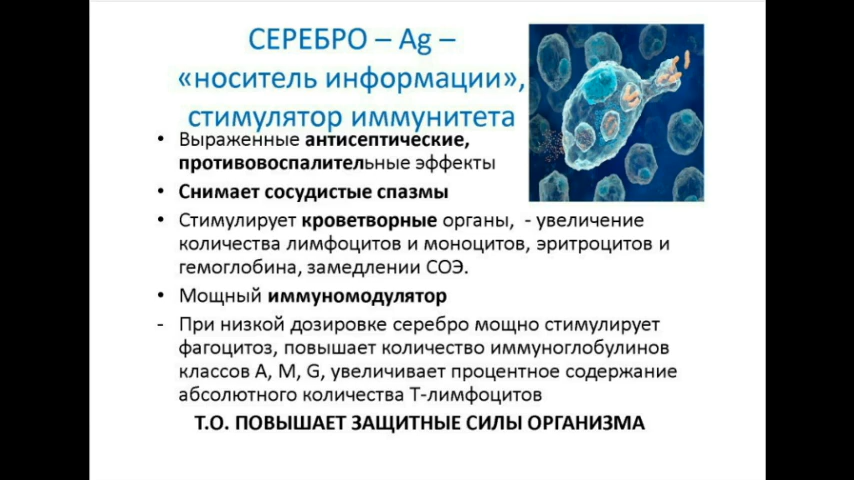 СЕРЕБРО – Ag –
«носитель информации»,
стимулятор иммунитета
• Выраженные антисептические,
противовоспалительные эффекты
• Снимает сосудистые спазмы
• Стимулирует кроветворные органы, - увеличение
количества лимфоцитов и моноцитов, эритроцитов и
гемоглобина, замедлении СОЭ.
• Мощный иммуномодулятор
- При низкой дозировке серебро мощно стимулирует
фагоцитоз, повышает количество иммуноглобулинов
классов A, M, G, увеличивает процентное содержание
абсолютного количества Т-лимфоцитов
Т.О. ПОВЫШАЕТ ЗАЩИТНЫЕ СИЛЫ ОРГАНИЗМА